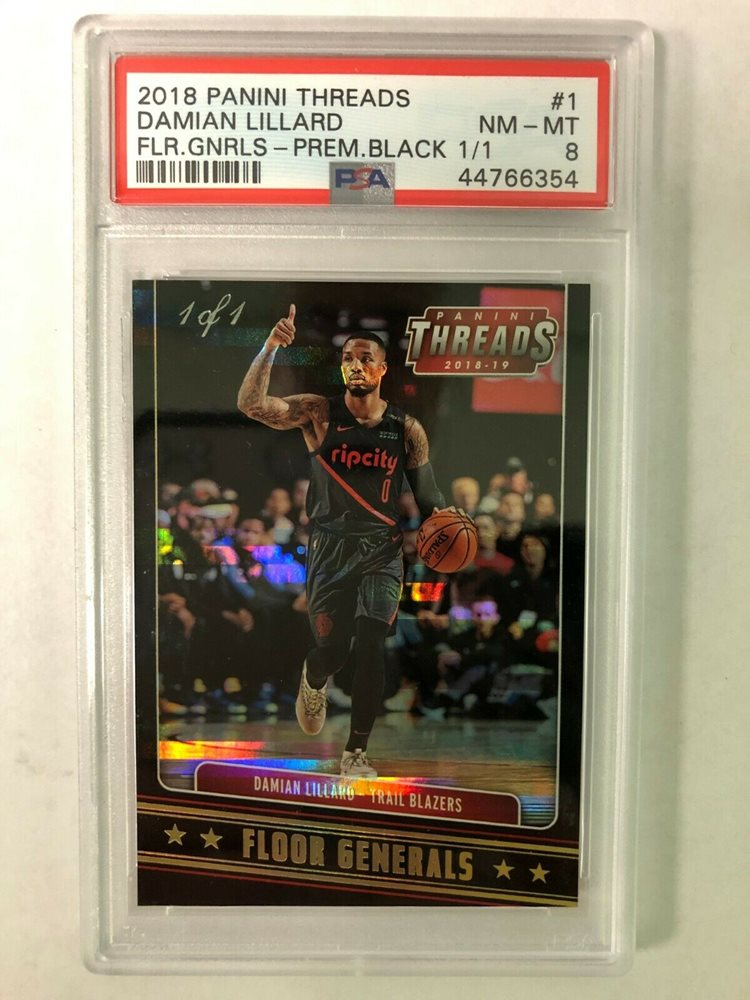 2018 PANINI THREADS #1
DAMIAN LILLARD NM - MT
FLR.GNRLS - PREM.BLACK 1/1 8
PSA 44766354
1 of 1
PANINI
THREADS
2018-19
ripcity
0
SPALDING
DAMIAN LILLARD - TRAIL BLAZERS
FLOOR GENERALS